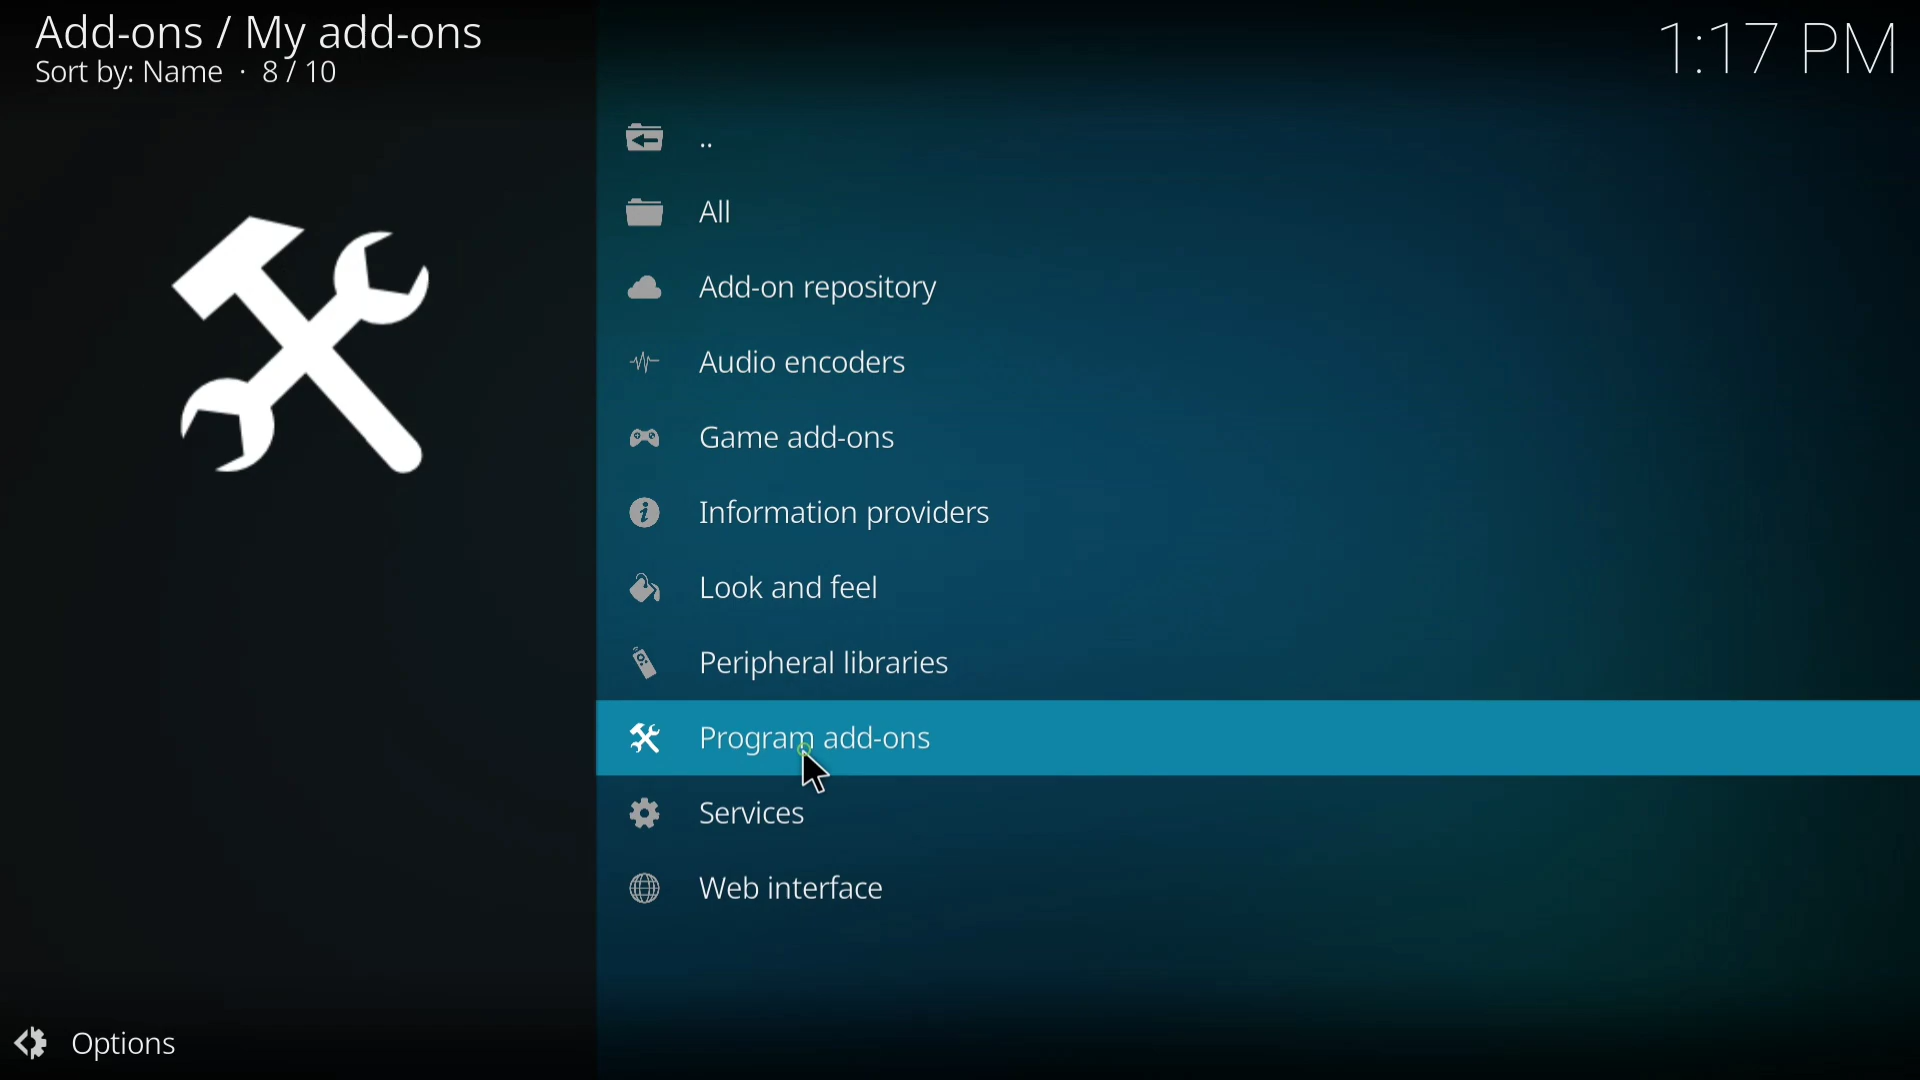 Add-ons / My add-ons
Sort by: Name · 8 / 10
1:17 PM
..
All
Add-on repository
Audio encoders
Game add-ons
Information providers
Look and feel
Peripheral libraries
Program add-ons
Services
Web interface
Options